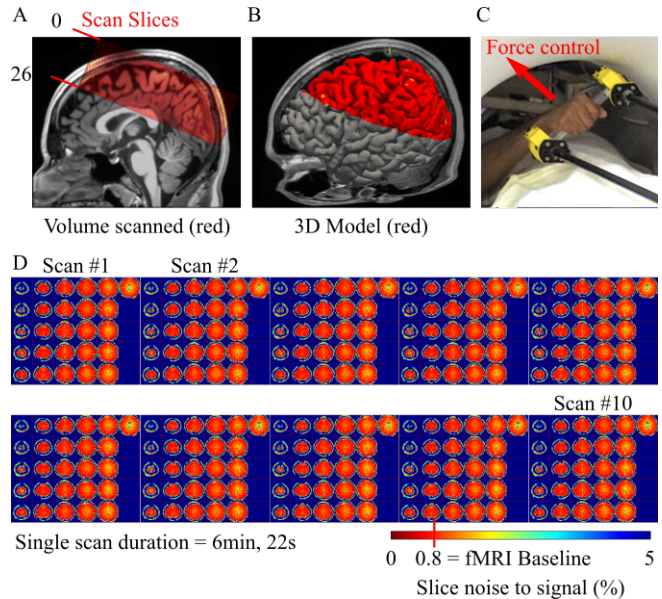 A
0
Scan Slices
26
Volume scanned (red)
B
3D Model (red)
C
Force control
D
Scan #1
Scan #2
Scan #10
Single scan duration = 6min, 22s
0
0.8 = fMRI Baseline
5
Slice noise to signal (%)